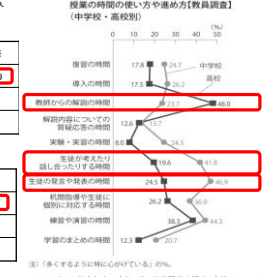 授業の時間の使い方や進め方【教員調査】
(中学校・高校別)
(%)
0 10 20 30 40 50
復習の時間 17.8 24.7 中学校
導入の時間 17.5 26.2 高校
教師からの解説の時間 23.7 48.0
解説内容についての
質疑応答の時間 12.6 15.7
実験・実習の時間 8.0 24.5
生徒が考えたり
話し合ったりする時間 19.6 41.8
生徒の発言や発表の時間 24.5 46.9
机間指導や生徒に
個別に対応する時間 26.2 36.9
練習や演習の時間 38.3 44.3
学習のまとめの時間 12.3 20.7
注)「多くするように特に心がけている」の%。